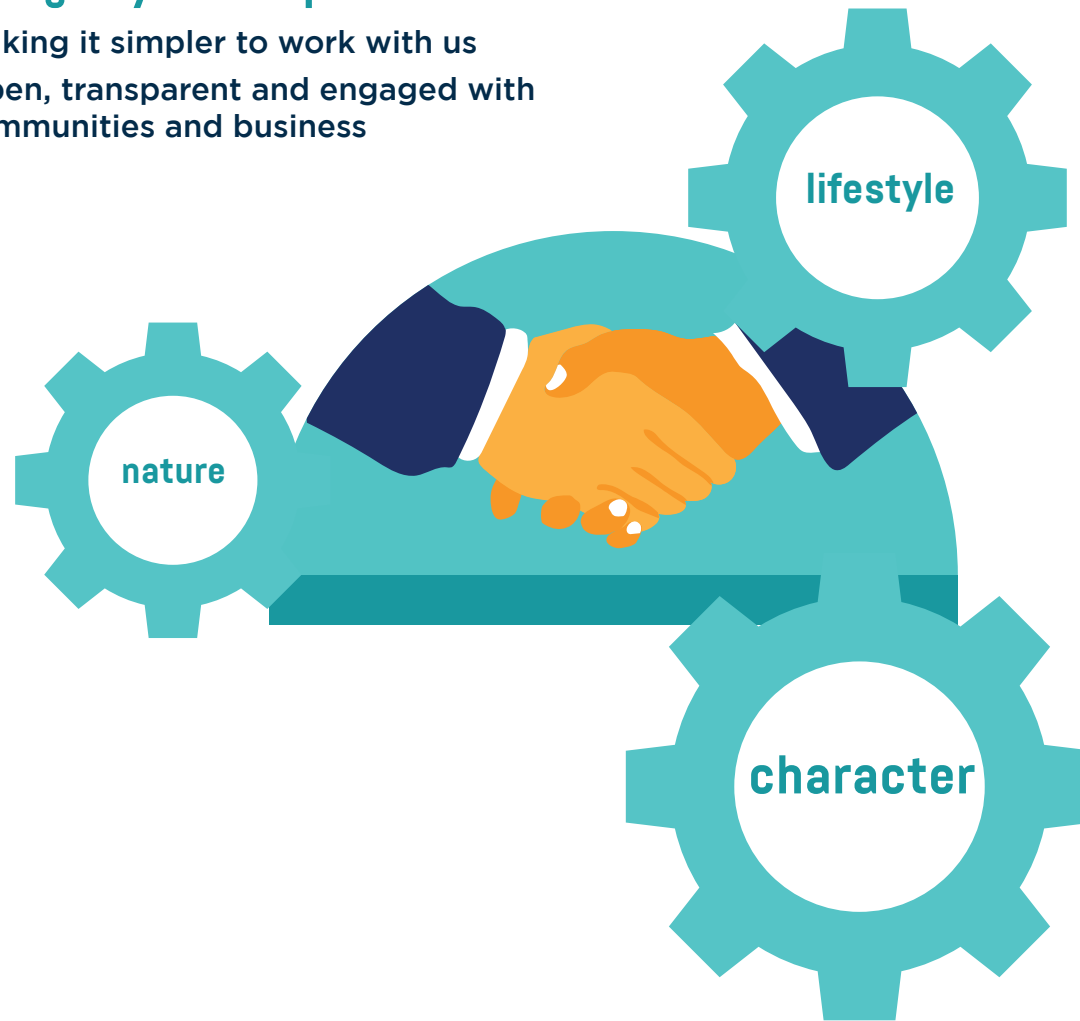 king it simpler to work with us
pen, transparent and engaged with
mmunities and business
lifestyle
nature
character